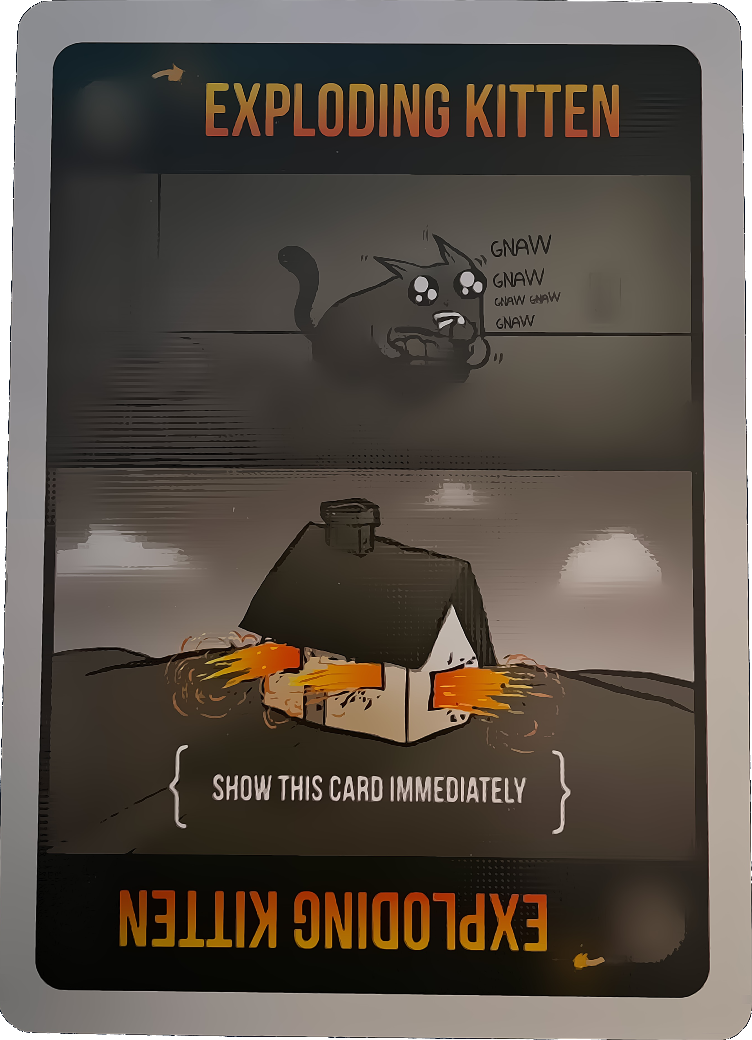 EXPLODING KITTEN
GNAW
GNAW
GNAW GNAW
GNAW
SHOW THIS CARD IMMEDIATELY
EXPLODING KITTEN